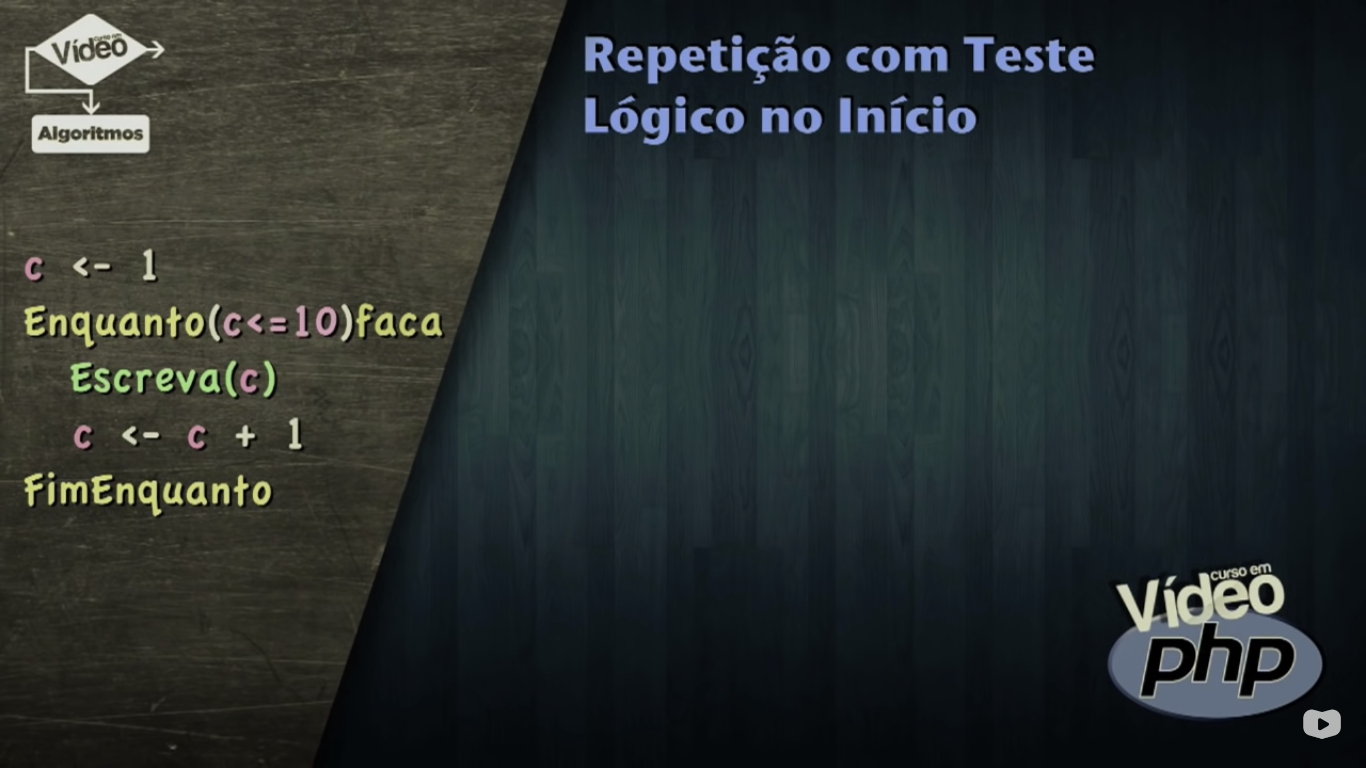 curso em
Vídeo
Algoritmos
Repetição com Teste
Lógico no Início
c <- 1
Enquanto(c<=10)faca
Escreva(c)
c <- c + 1
FimEnquanto
curso em
Vídeo
php